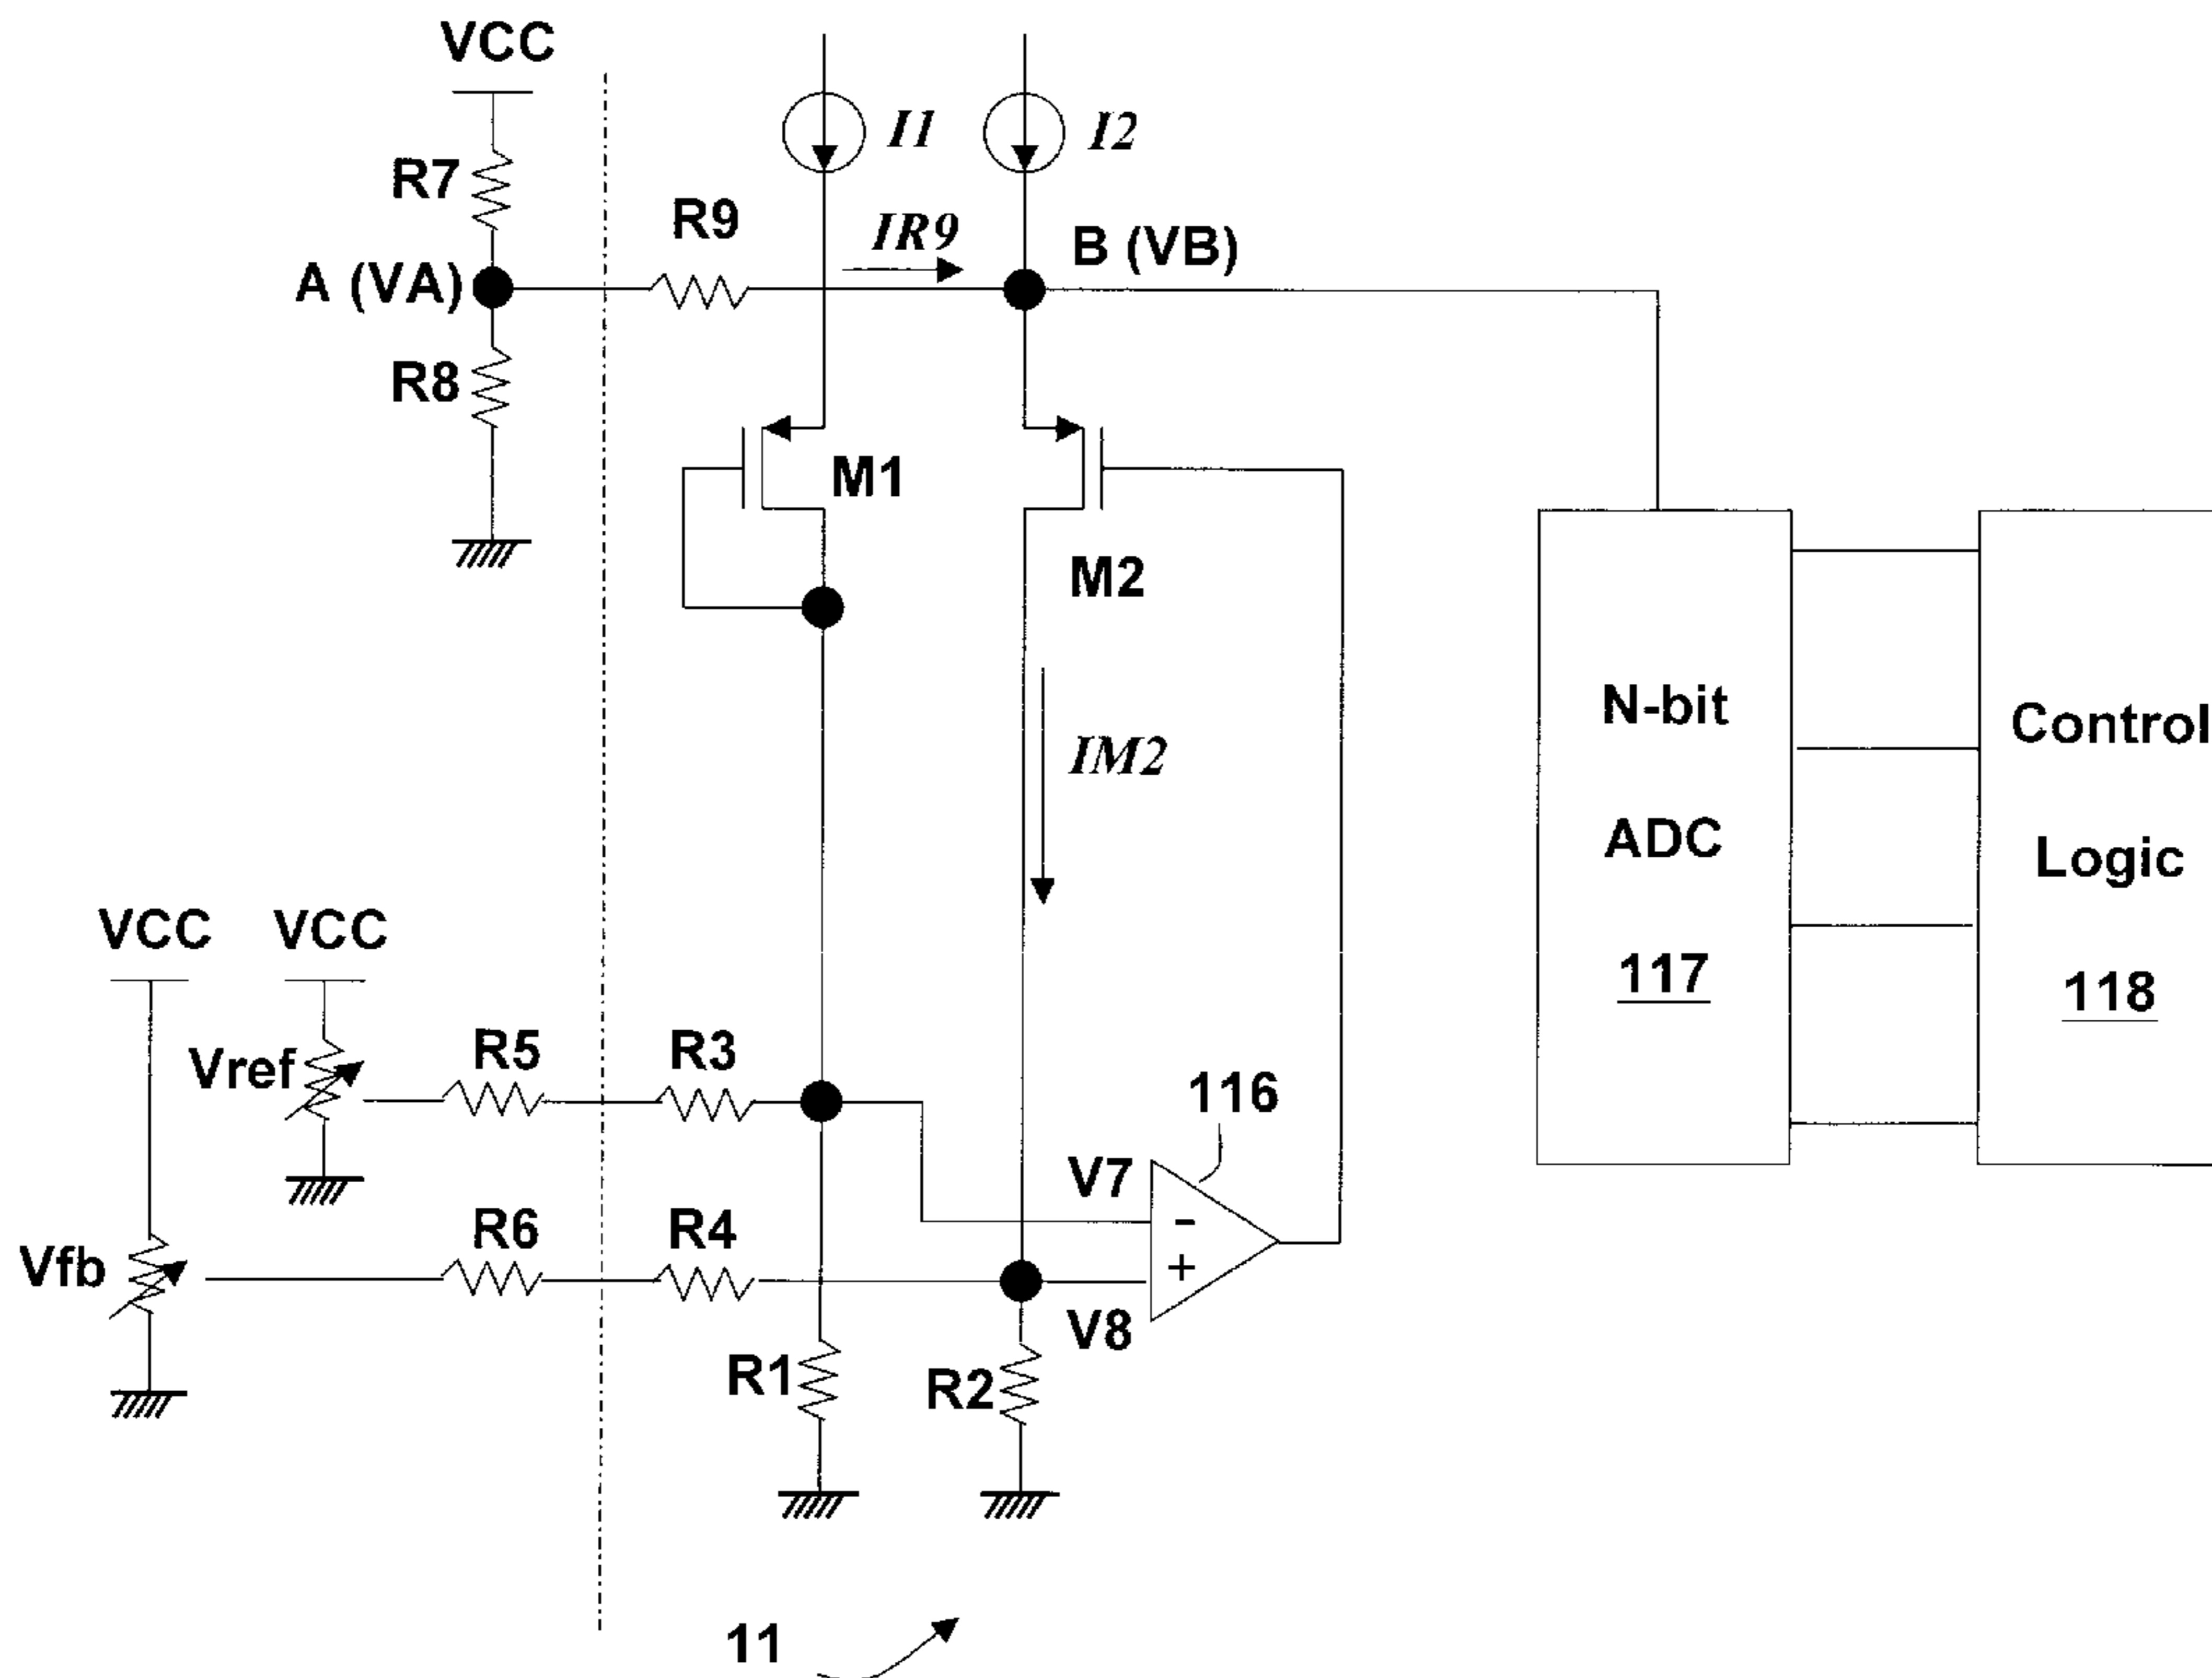 VCC
I1
I2
R7
R9
IR9
B (VB)
A (VA)
R8
M1
M2
N-bit
ADC
117
Control
Logic
118
IM2
VCC
VCC
Vref
R5
R3
116
V7
-
+
V8
Vfb
R6
R4
R1
R2
11